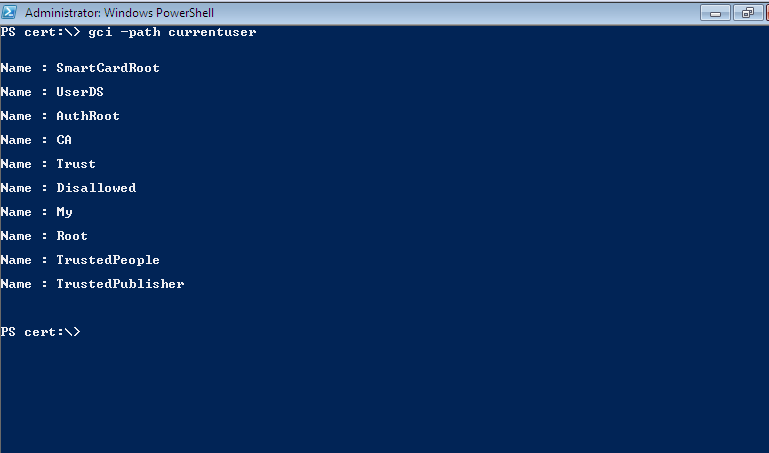 Administrator: Windows PowerShell
PS cert:\> gci -path currentuser
Name : SmartCardRoot
Name : UserDS
Name : AuthRoot
Name : CA
Name : Trust
Name : Disallowed
Name : My
Name : Root
Name : TrustedPeople
Name : TrustedPublisher
PS cert:\>